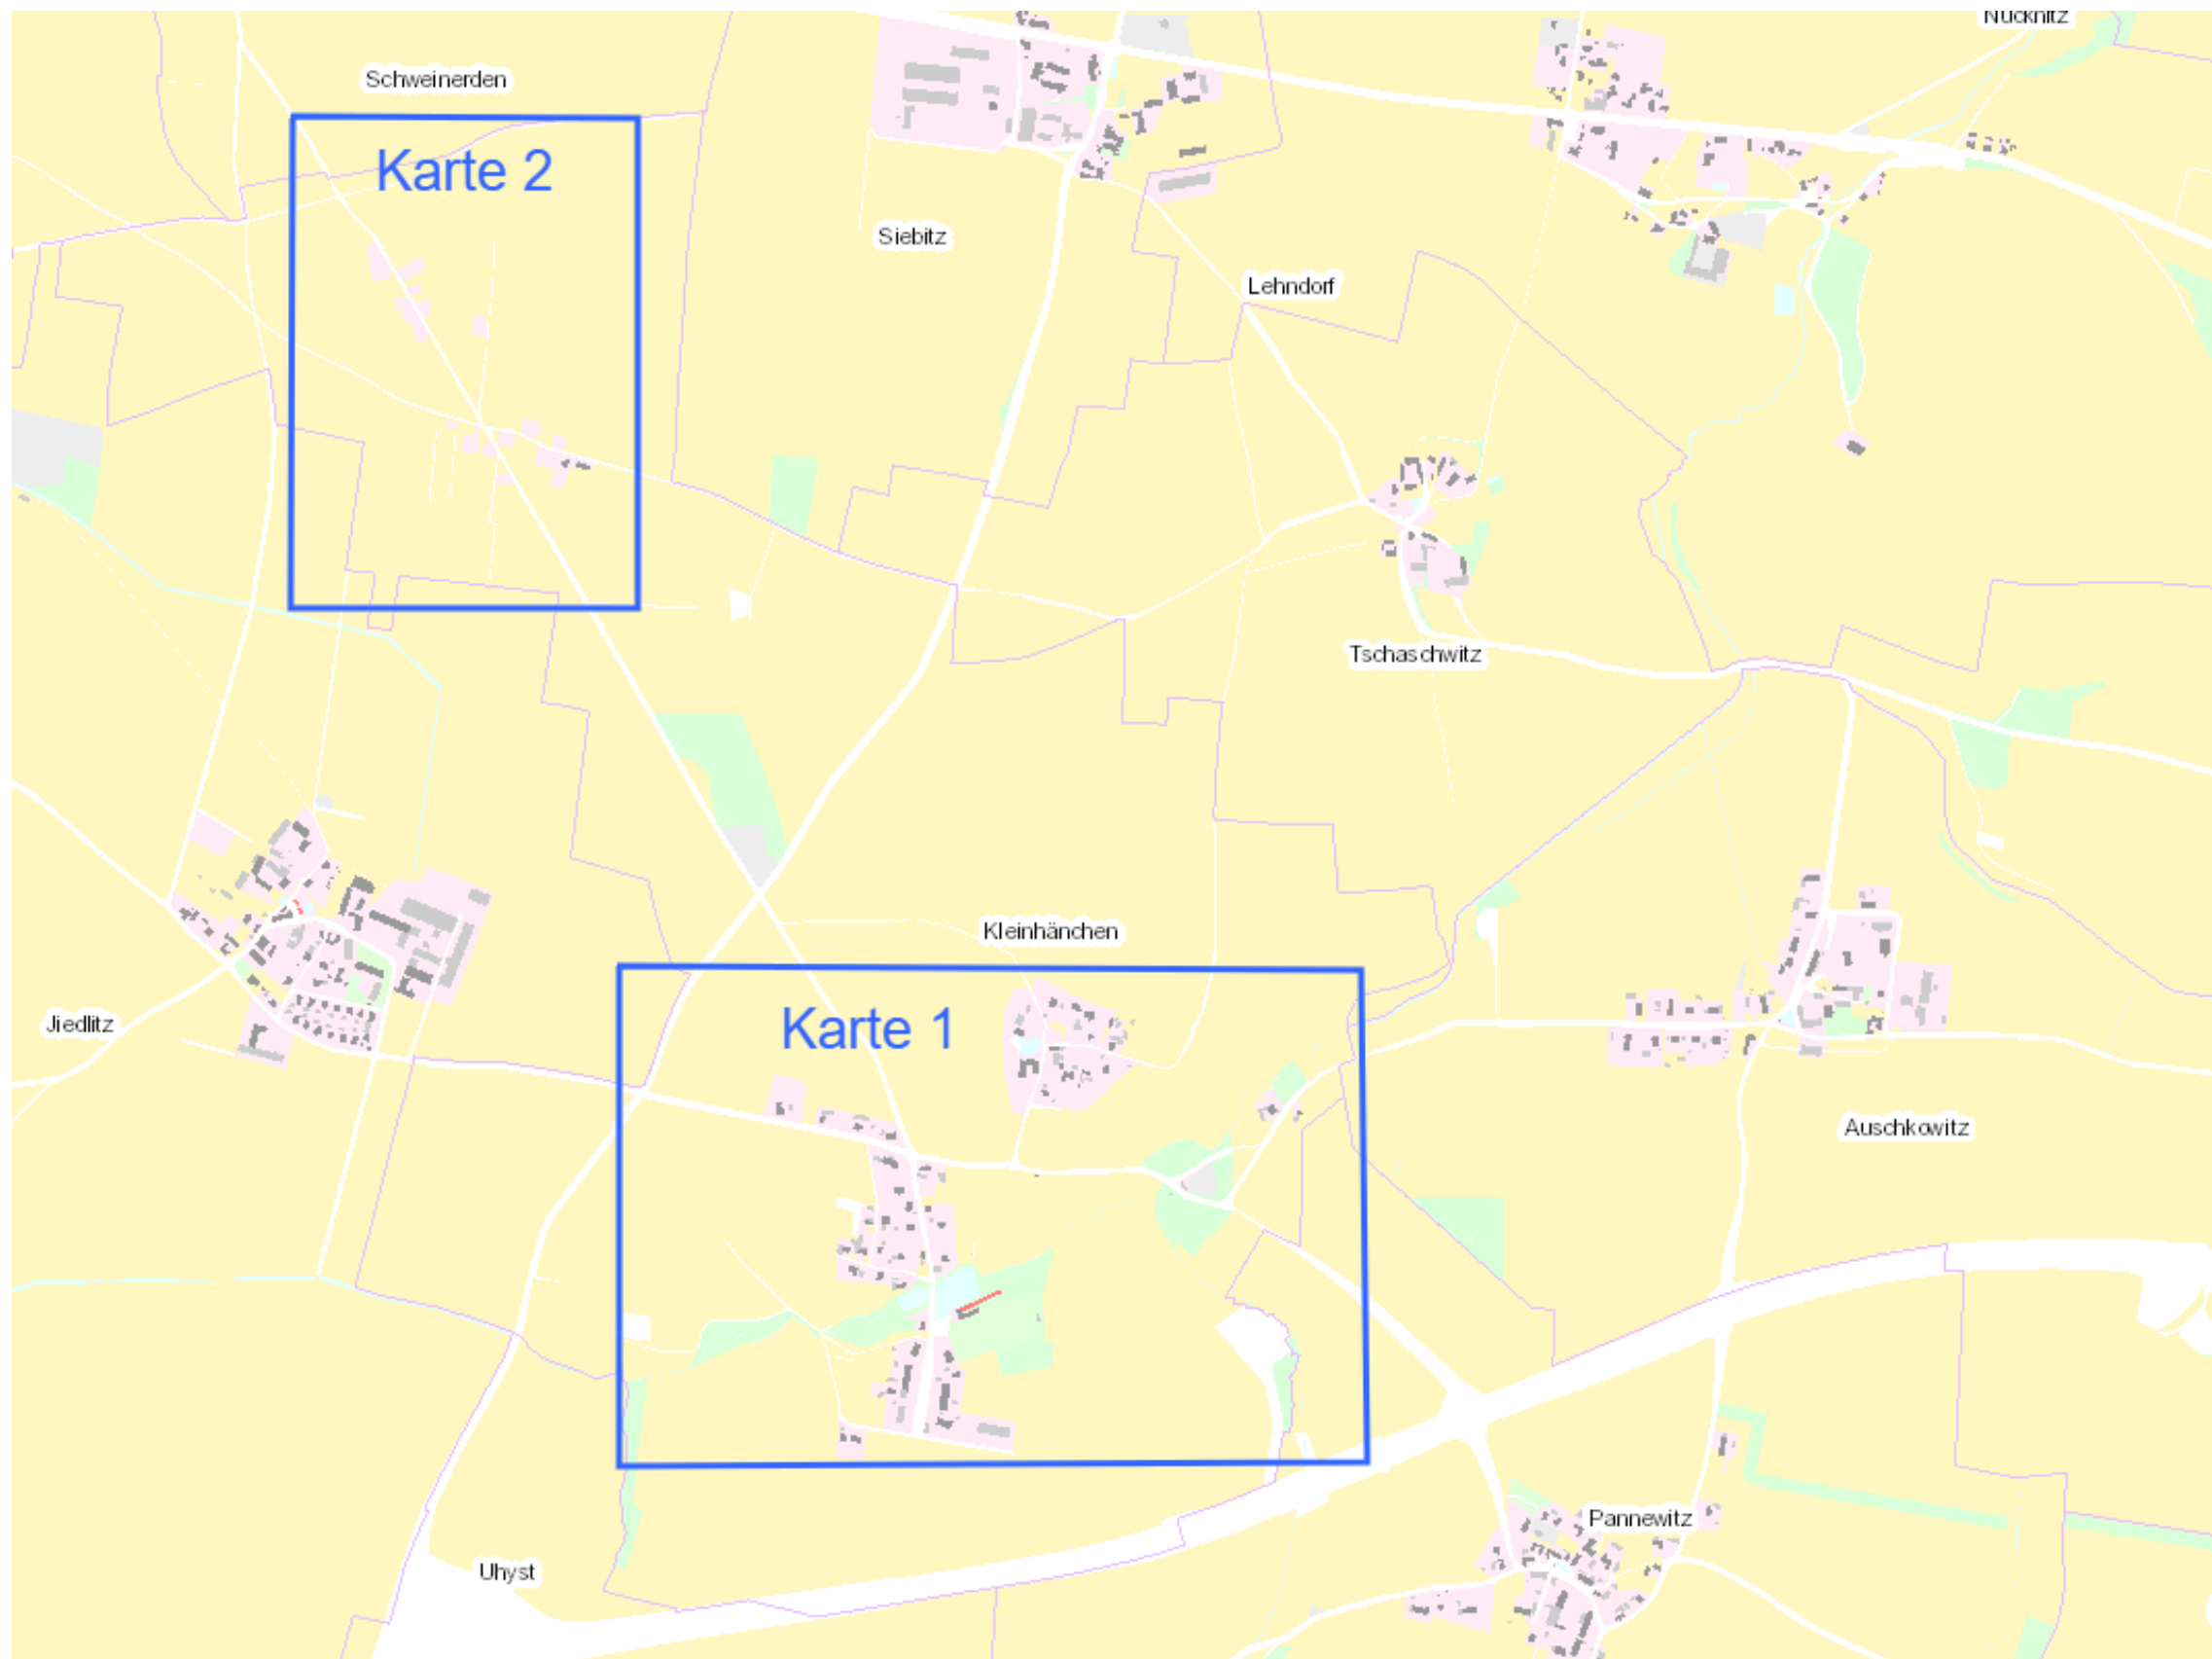 Nucknitz
Schweinerden
Karte 2
Siebitz
Lehndorf
Tschaschwitz
Kleinhänchen
Karte 1
Jiedlitz
Auschkowitz
Pannewitz
Uhyst